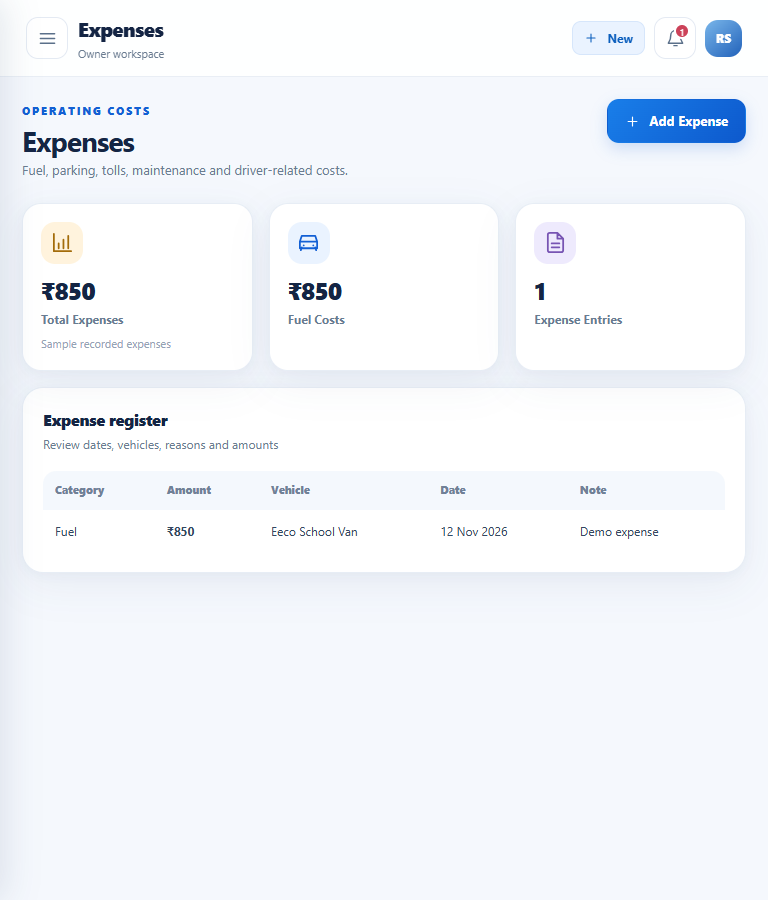 Expenses
Owner workspace
+ New
1
RS
OPERATING COSTS
Expenses
Fuel, parking, tolls, maintenance and driver-related costs.
+ Add Expense
₹850
Total Expenses
Sample recorded expenses
₹850
Fuel Costs
1
Expense Entries
Expense register
Review dates, vehicles, reasons and amounts
Category Amount Vehicle Date Note
Fuel ₹850 Eeco School Van 12 Nov 2026 Demo expense